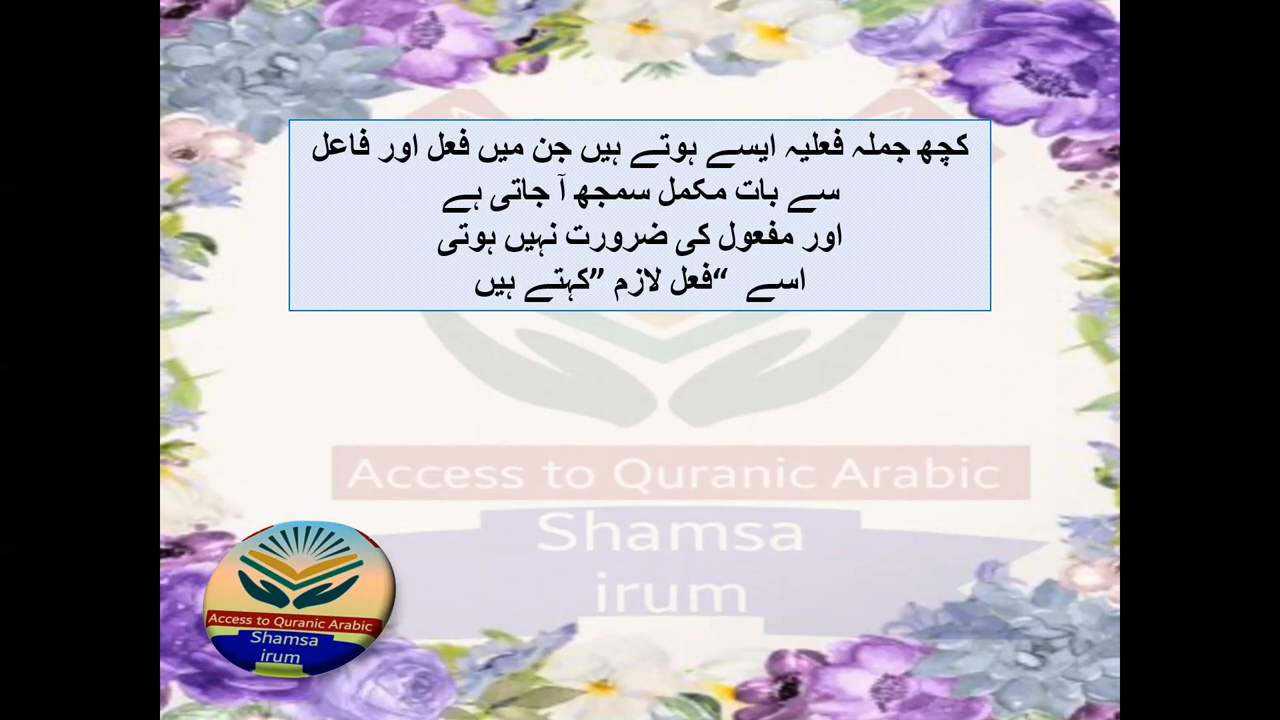 کچھ جملہ فعلیہ ایسے ہوتے ہیں جن میں فعل اور فاعل
سے بات مکمل سمجھ آ جاتی ہے
اور مفعول کی ضرورت نہیں ہوتی
اسے “فعل لازم ” کہتے ہیں
Access to Quranic Arabic
Shamsa
irum
Access to Quranic Arabic
Shamsa
irum